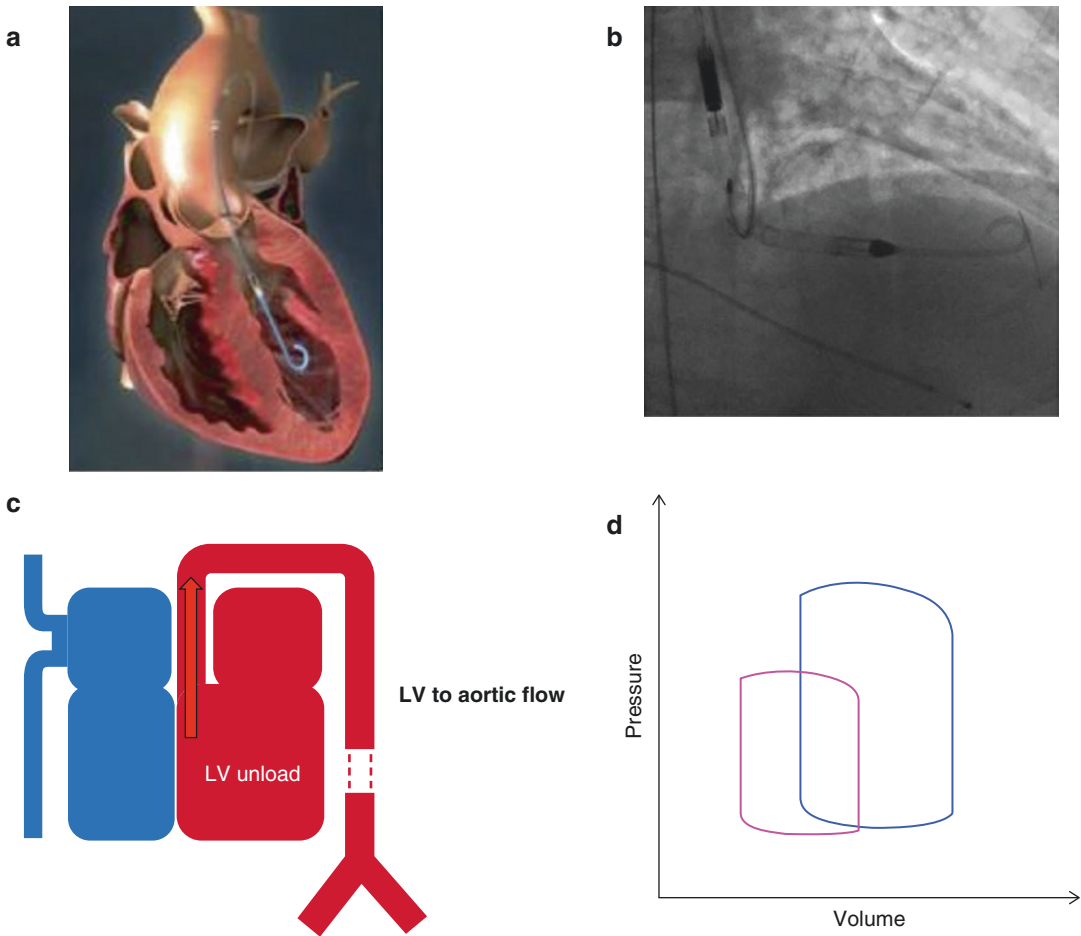 a
b
c
LV to aortic flow
LV unload
d
Pressure
Volume